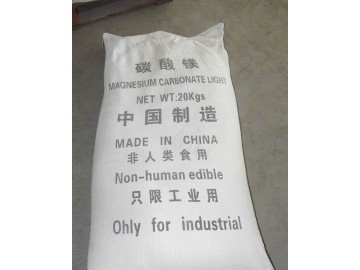 碳酸镁
MAGNESIUM CARBONATE LIGHT
NET WT:20Kgs
中国制造
MADE IN CHINA
非人类食用
Non-human edible
只限工业用
Ohly for industrial